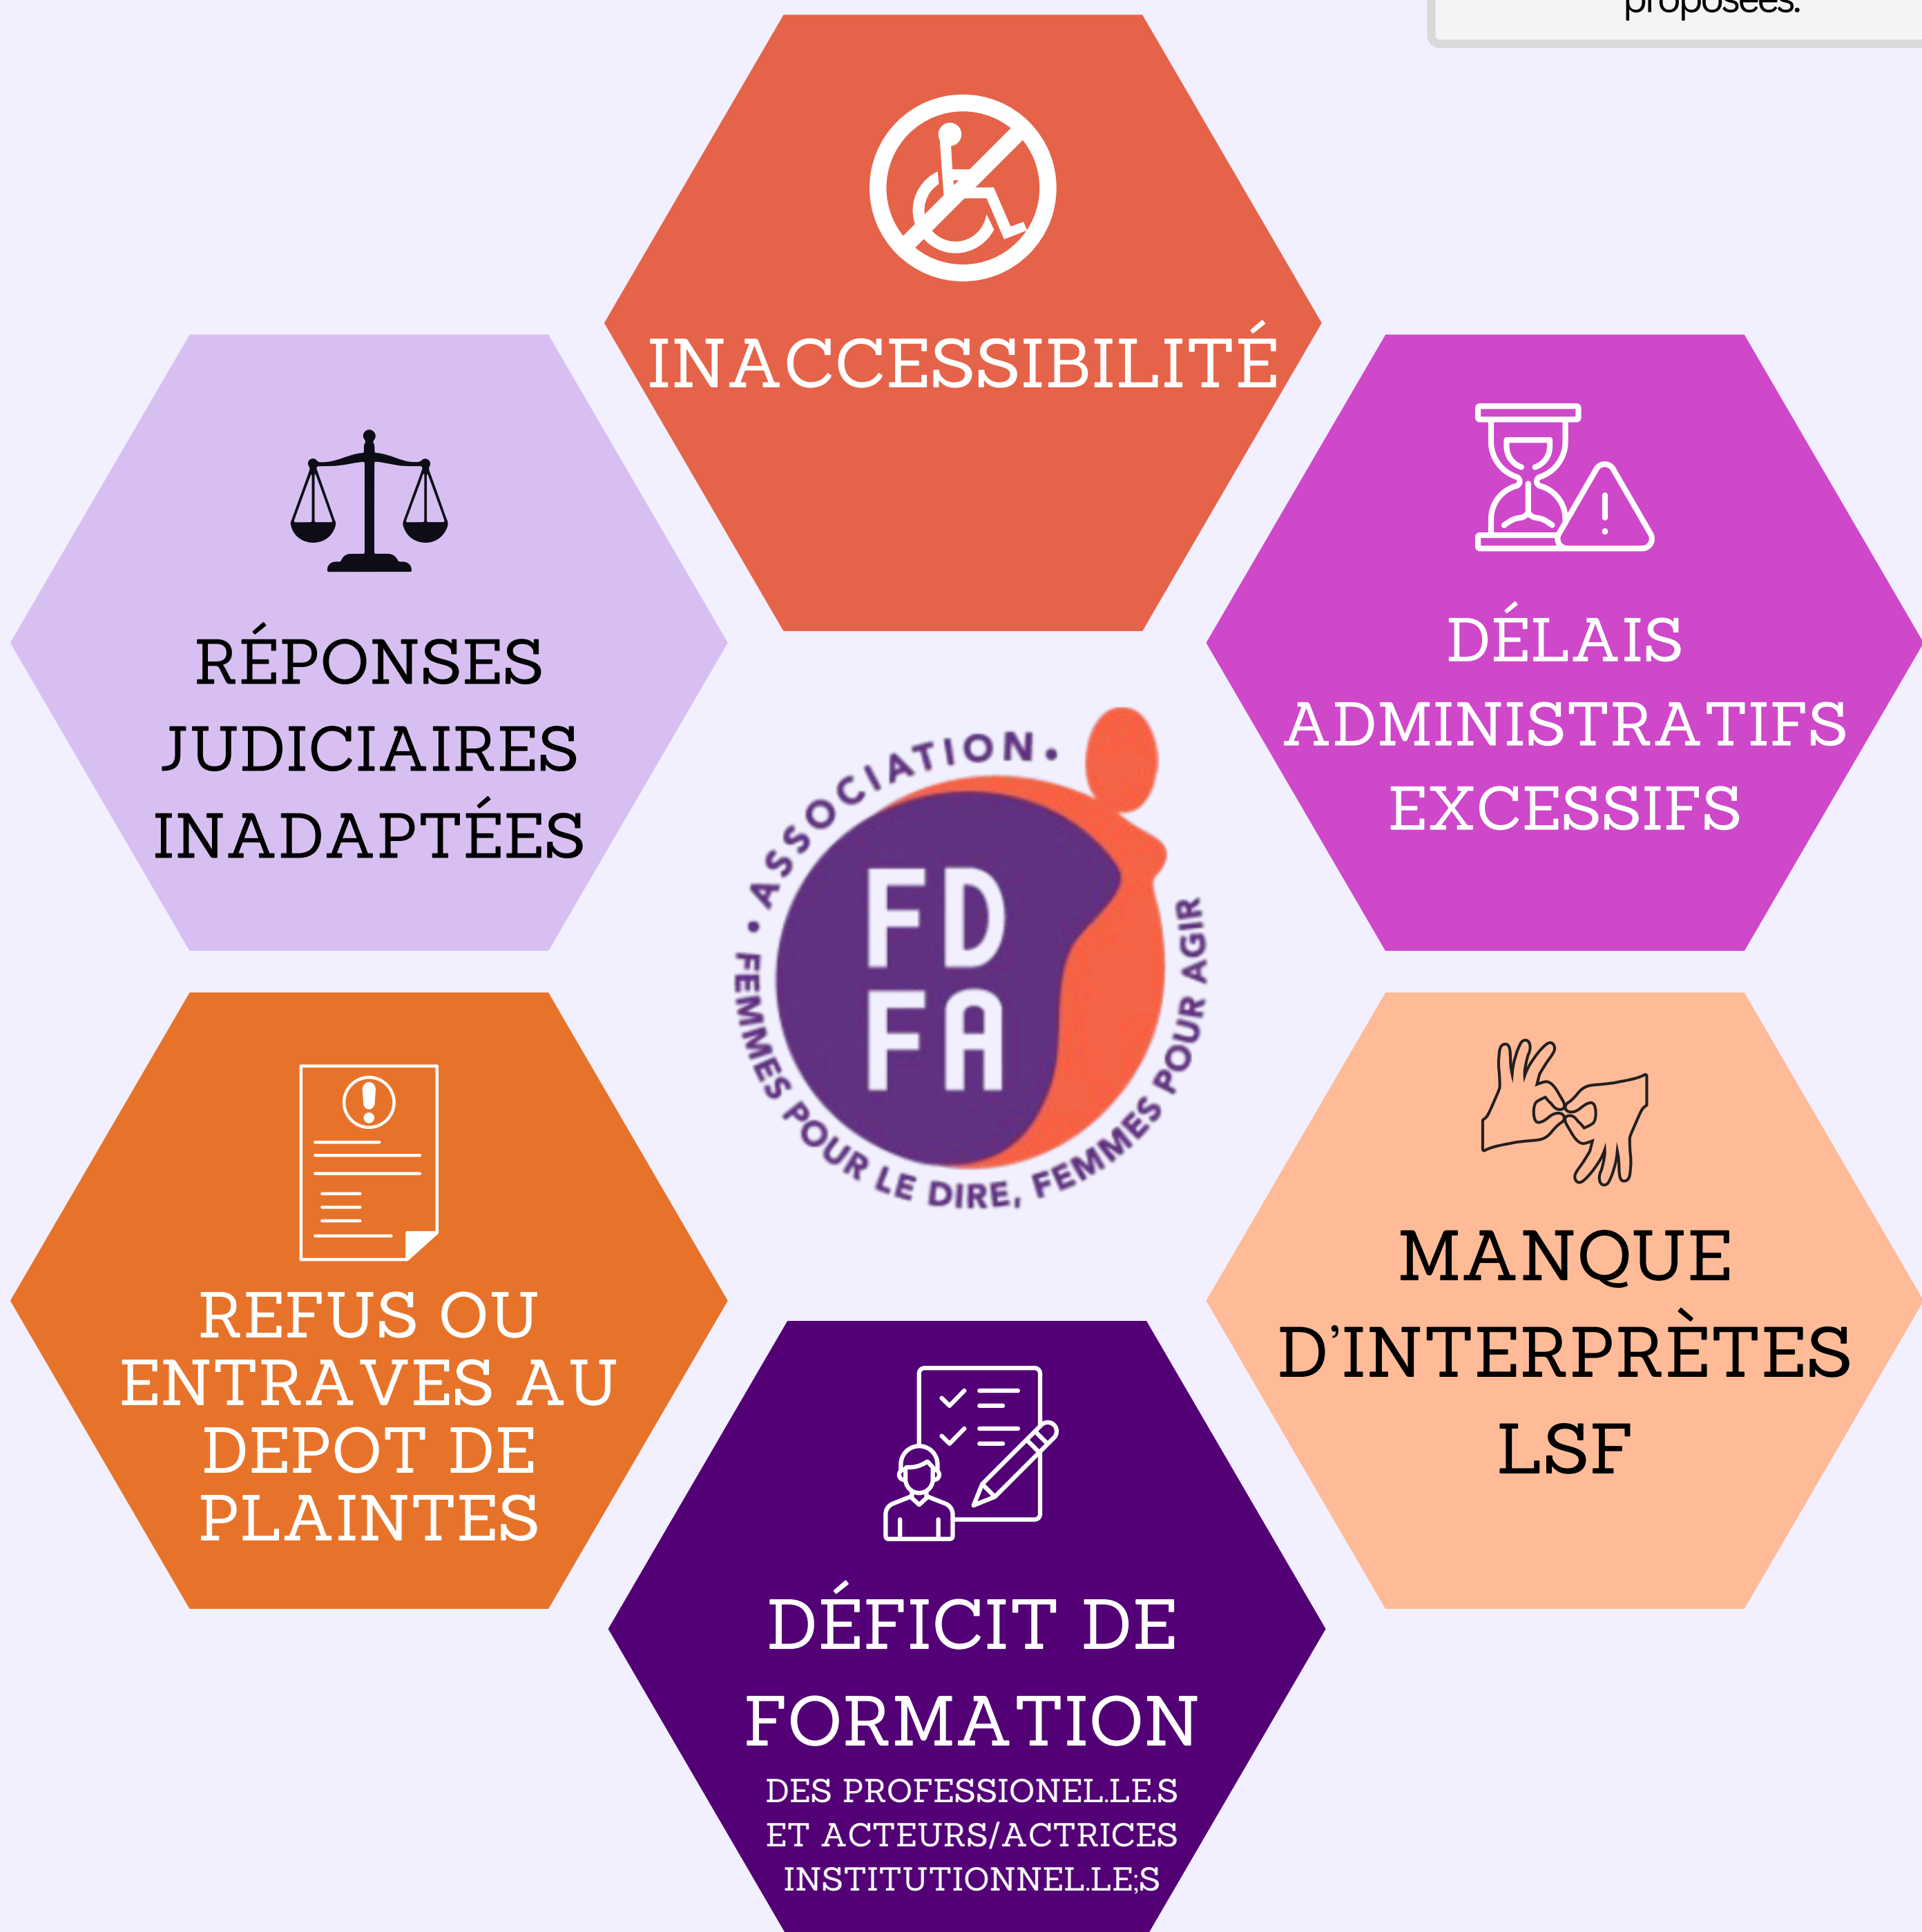 proposées.
INACCESSIBILITÉ
RÉPONSES
JUDICIAIRES
INADAPTÉES
DÉLAIS
ADMINISTRATIFS
EXCESSIFS
• ASSOCIATION •
FEMMES POUR LE DIRE, FEMMES POUR AGIR
FD
FA
REFUS OU
ENTRAVES AU
DEPOT DE
PLAINTES
MANQUE
D’INTERPRÈTES
LSF
DÉFICIT DE
FORMATION
DES PROFESSIONEL.LE.S
ET ACTEURS/ACTRICES
INSTITUTIONNEL.LE;S